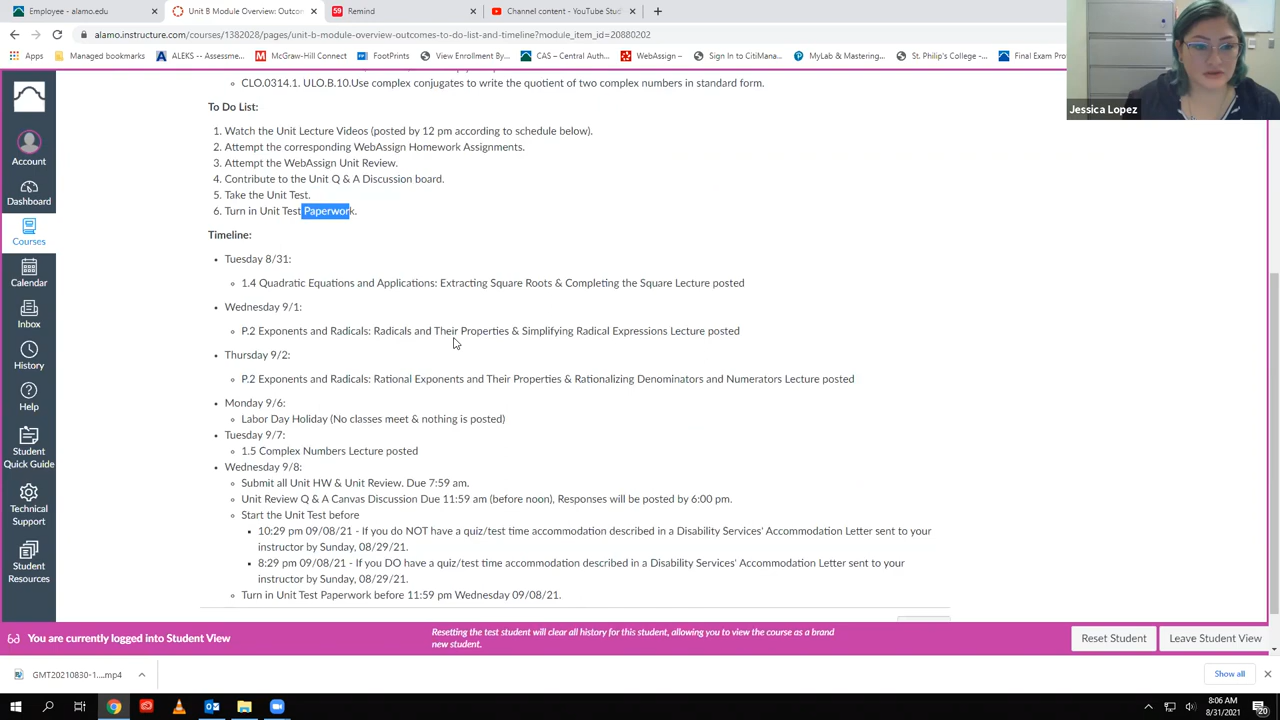 Employee - alamo.edu
Unit B Module Overview: Outcom
59 Remind
Channel content - YouTube Stud
alamo.instructure.com/courses/1382028/pages/unit-b-module-overview-outcomes-to-do-list-and-timeline?module_item_id=20880202
Apps
Managed bookmarks
ALEKS -- Assessme...
McGraw-Hill Connect
FootPrints
View Enrollment By...
CAS – Central Auth...
WebAssign –
Sign In to CitiMana...
MyLab & Mastering...
St. Philip's College -...
Final Exam Pro
Jessica Lopez
Account
Dashboard
Courses
Calendar
Inbox
History
Help
Student
Quick Guide
Technical
Support
Student
Resources
CLO.0314.1. ULO.B.10.Use complex conjugates to write the quotient of two complex numbers in standard form.
To Do List:
1. Watch the Unit Lecture Videos (posted by 12 pm according to schedule below).
2. Attempt the corresponding WebAssign Homework Assignments.
3. Attempt the WebAssign Unit Review.
4. Contribute to the Unit Q & A Discussion board.
5. Take the Unit Test.
6. Turn in Unit Test Paperwork.
Timeline:
Tuesday 8/31:
1.4 Quadratic Equations and Applications: Extracting Square Roots & Completing the Square Lecture posted
Wednesday 9/1:
P.2 Exponents and Radicals: Radicals and Their Properties & Simplifying Radical Expressions Lecture posted
Thursday 9/2:
P.2 Exponents and Radicals: Rational Exponents and Their Properties & Rationalizing Denominators and Numerators Lecture posted
Monday 9/6:
Labor Day Holiday (No classes meet & nothing is posted)
Tuesday 9/7:
1.5 Complex Numbers Lecture posted
Wednesday 9/8:
Submit all Unit HW & Unit Review. Due 7:59 am.
Unit Review Q & A Canvas Discussion Due 11:59 am (before noon), Responses will be posted by 6:00 pm.
Start the Unit Test before
10:29 pm 09/08/21 - If you do NOT have a quiz/test time accommodation described in a Disability Services' Accommodation Letter sent to your
instructor by Sunday, 08/29/21.
8:29 pm 09/08/21 - If you DO have a quiz/test time accommodation described in a Disability Services' Accommodation Letter sent to your
instructor by Sunday, 08/29/21.
Turn in Unit Test Paperwork before 11:59 pm Wednesday 09/08/21.
You are currently logged into Student View
Resetting the test student will clear all history for this student, allowing you to view the course as a brand
new student.
Reset Student
Leave Student View
GMT20210830-1....mp4
Show all
8:06 AM
8/31/2021
20